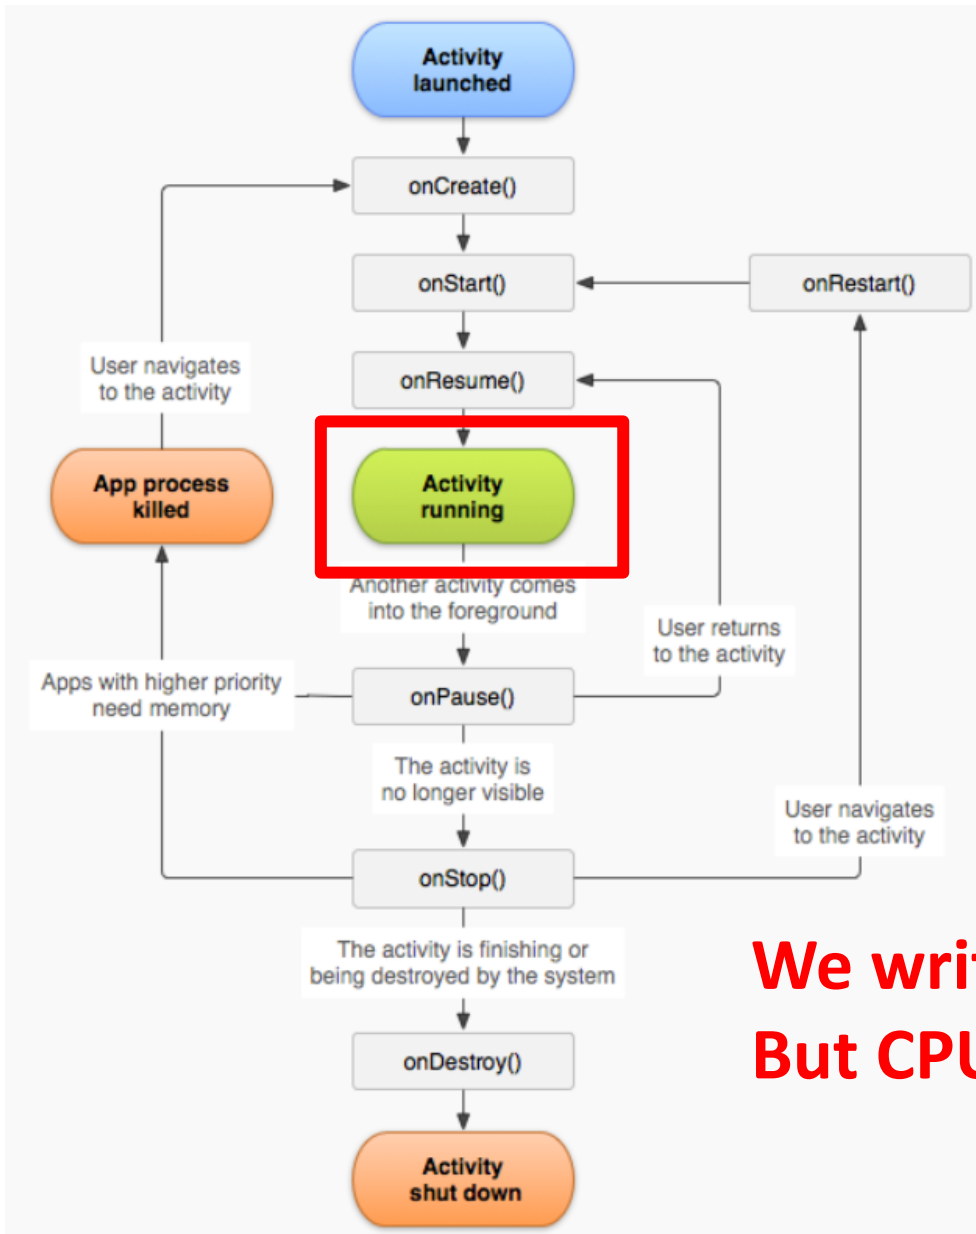 Activity
launched
onCreate()
onStart()
onRestart()
onResume()
User navigates
to the activity
App process
killed
Activity
running
Another activity comes
into the foreground
User returns
to the activity
Apps with higher priority
need memory
onPause()
The activity is
no longer visible
User navigates
to the activity
onStop()
The activity is finishing or
being destroyed by the system
We
But
onDestroy()
Activity
shut down